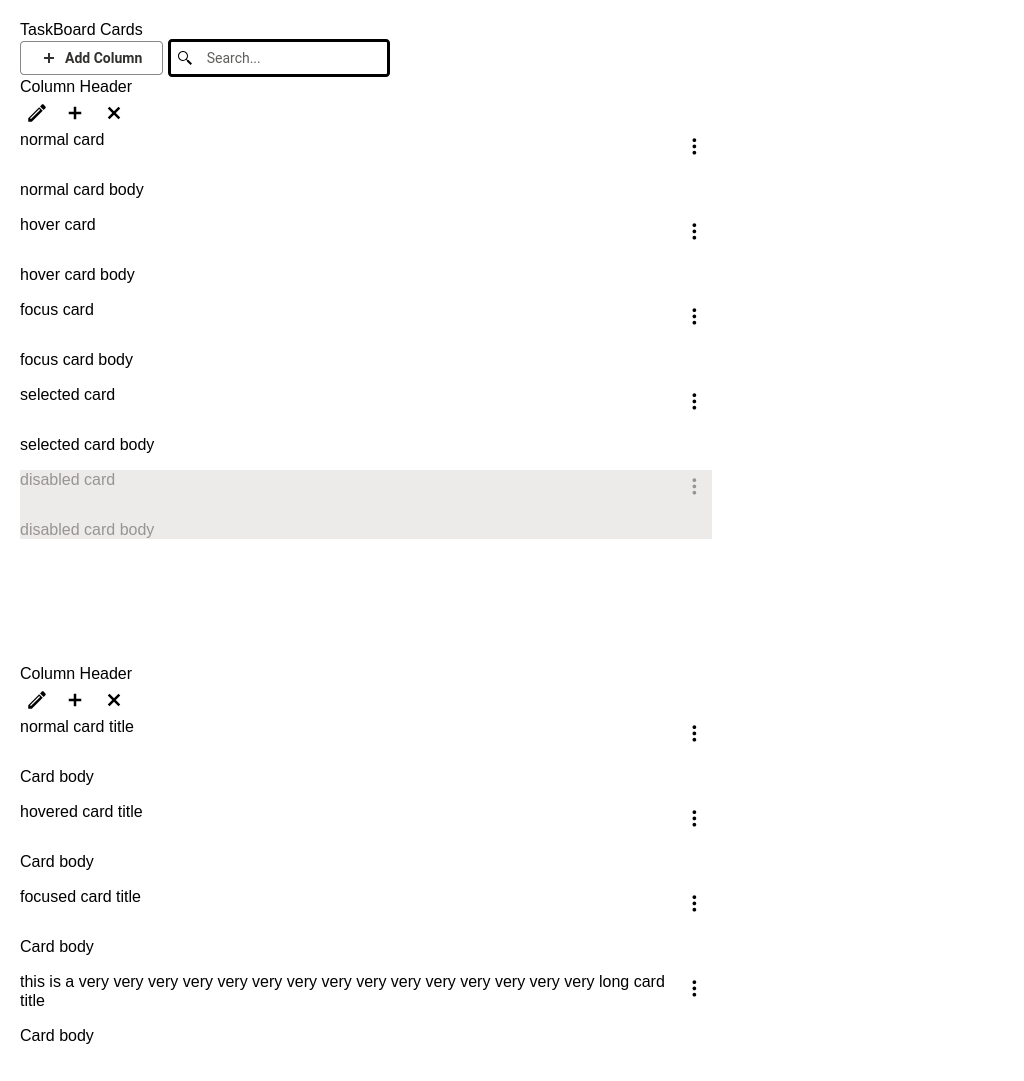 TaskBoard Cards
Add Column
Search...
Column Header
normal card
normal card body
hover card
hover card body
focus card
focus card body
selected card
selected card body
disabled card
disabled card body
Column Header
normal card title
Card body
hovered card title
Card body
focused card title
Card body
this is a very very very very very very very very very very very very very very very long card
title
Card body